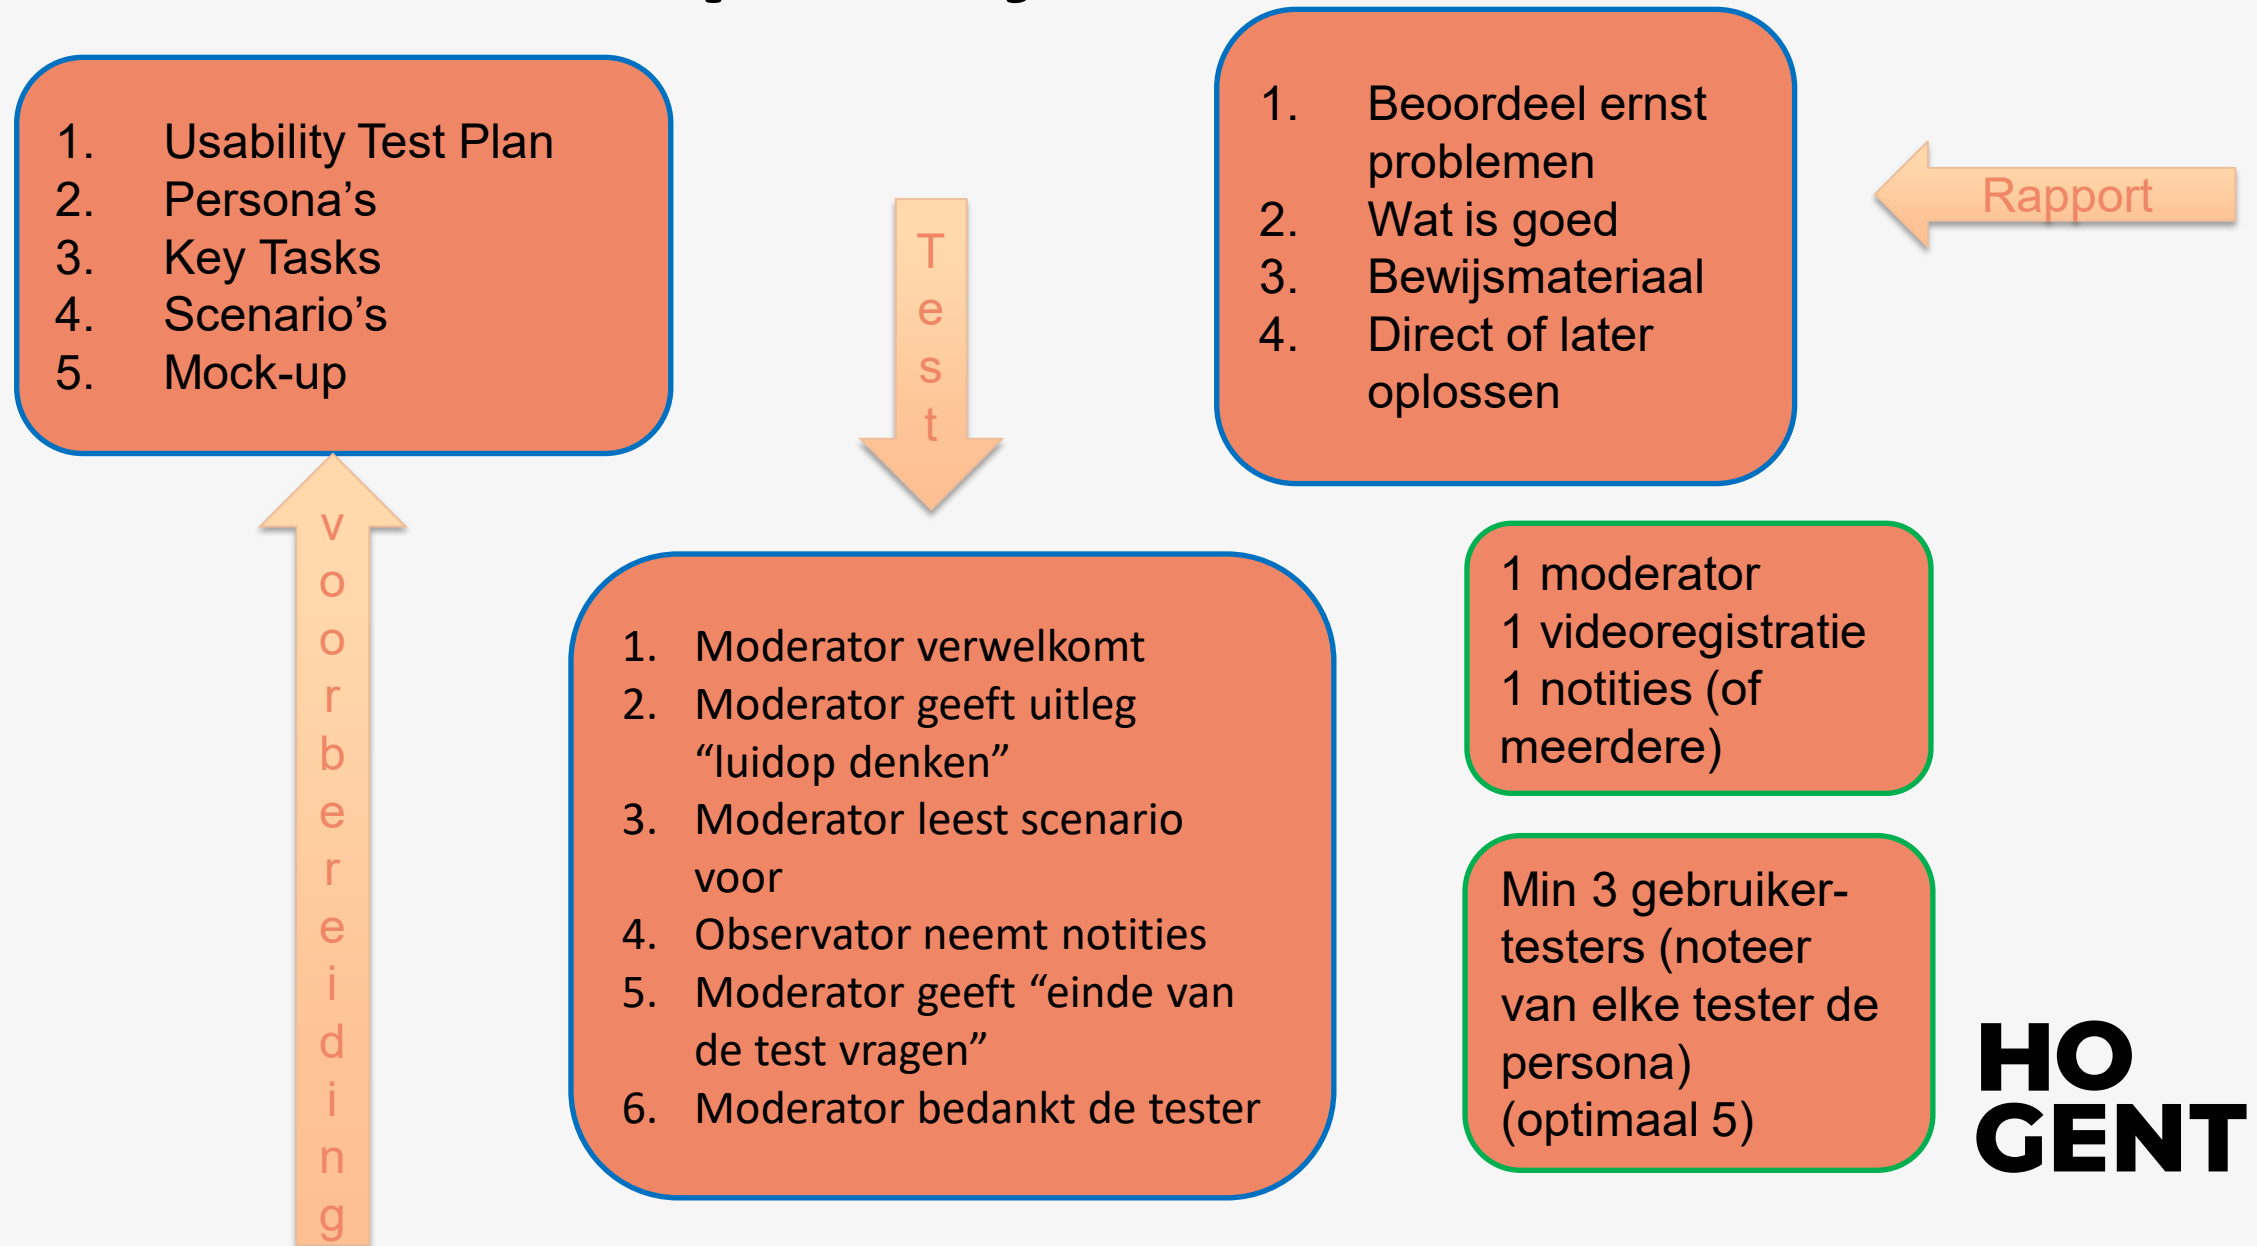 1. Usability Test Plan
2. Persona’s
3. Key Tasks
4. Scenario’s
5. Mock-up
voorbereiding
Test
1. Moderator verwelkomt
2. Moderator geeft uitleg
“luidop denken”
3. Moderator leest scenario
voor
4. Observator neemt notities
5. Moderator geeft “einde van
de test vragen”
6. Moderator bedankt de tester
1. Beoordeel ernst
problemen
2. Wat is goed
3. Bewijsmateriaal
4. Direct of later
oplossen
Rapport
1 moderator
1 videoregistratie
1 notities (of
meerdere)
Min 3 gebruiker-
testers (noteer
van elke tester de
persona)
(optimaal 5)
HO
GENT